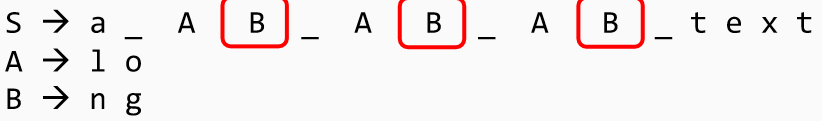 S → a _ A B _ A B _ A B _ t e x t
A → l o
B → n g